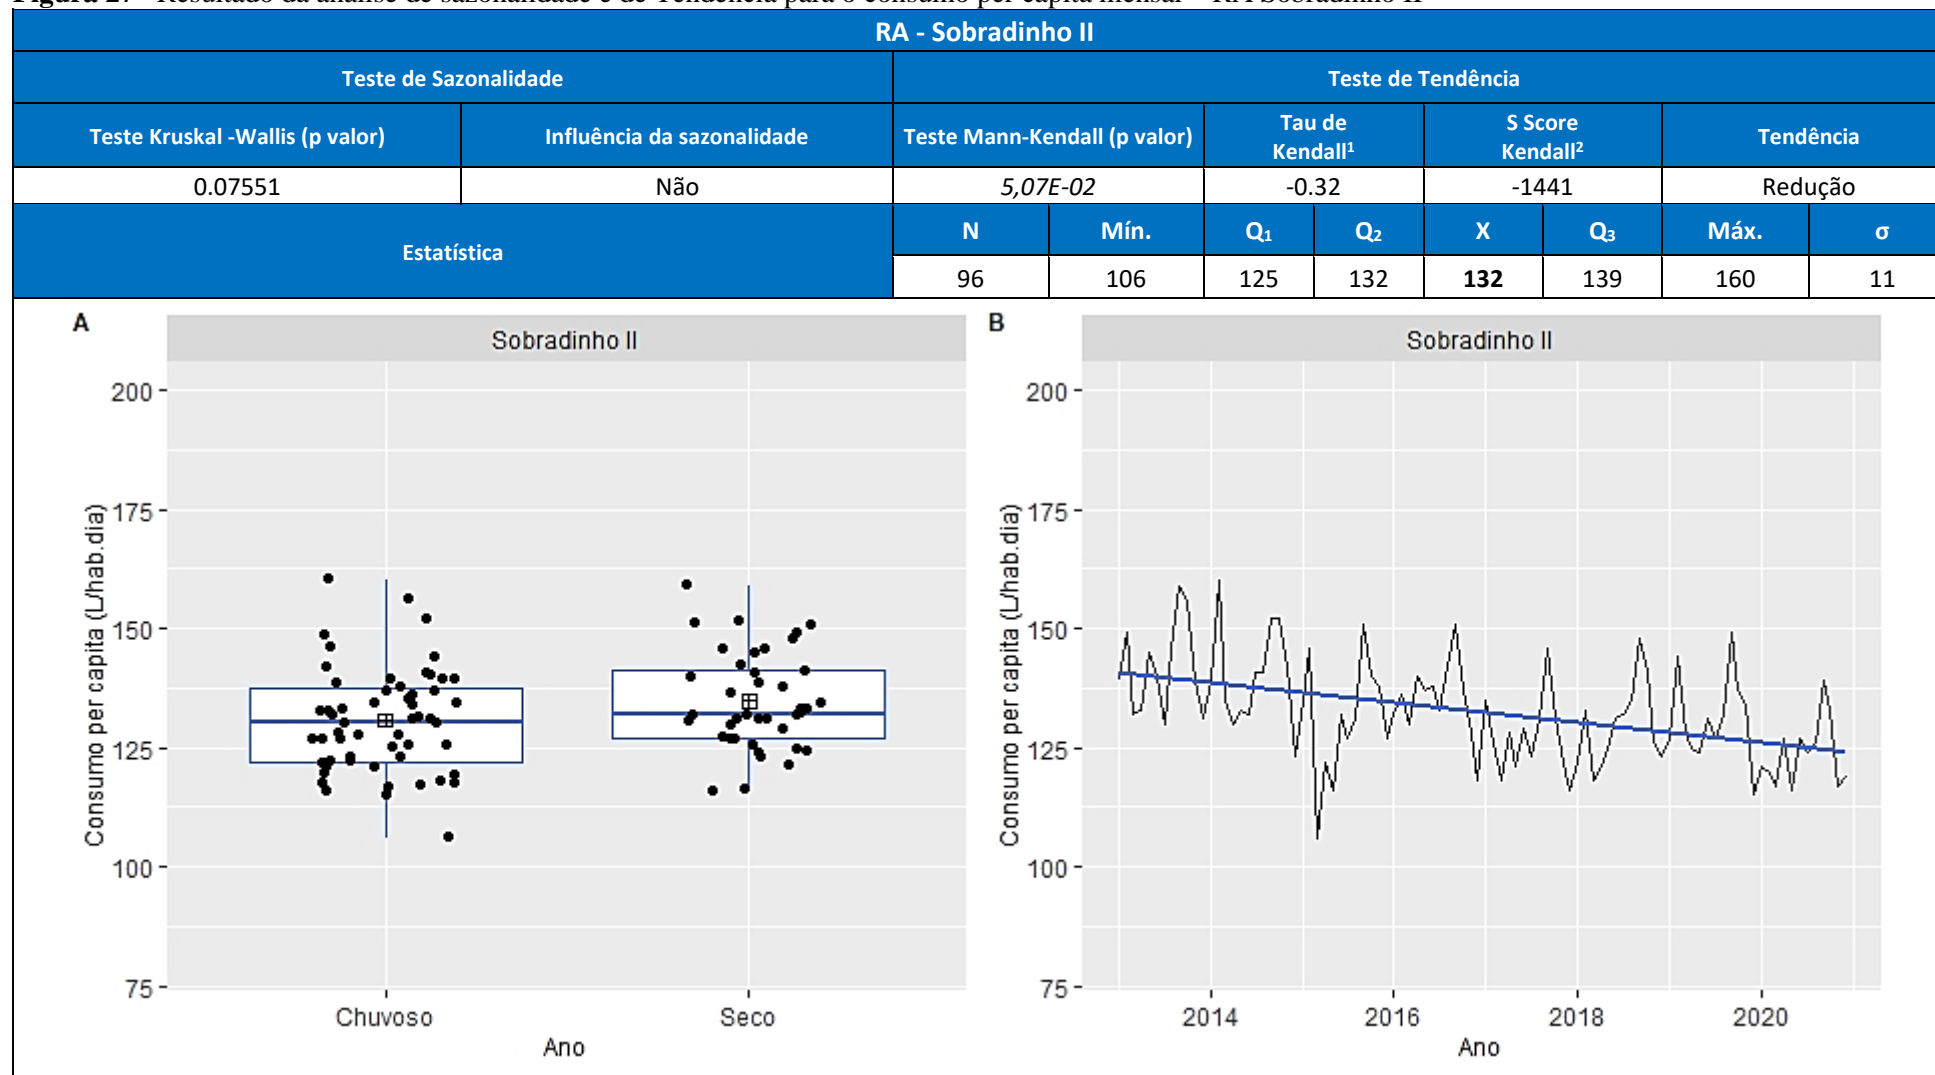 RA - Sobradinho II
Teste de Sazonalidade
Teste de Tendência
Teste Kruskal -Wallis (p valor)
Influência da sazonalidade
Teste Mann-Kendall (p valor)
Tau de
Kendall¹
S Score
Kendall²
Tendência
0.07551
Não
5,07E-02
-0.32
-1441
Redução
Estatística
N
Mín.
Q₁
Q₂
X
Q₃
Máx.
σ
96
106
125
132
132
139
160
11
A
Sobradinho II
200
175
150
125
100
75
Consumo per capita (L/hab.dia)
Chuvoso
Seco
Ano
B
Sobradinho II
200
175
150
125
100
75
Consumo per capita (L/hab.dia)
2014
2016
2018
2020
Ano